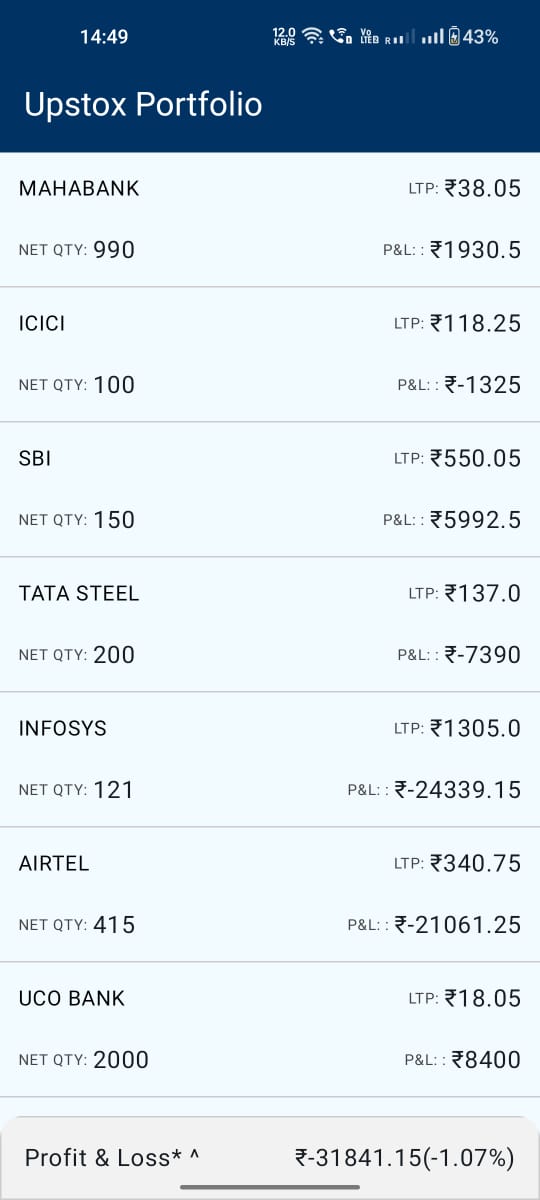 14:49 12.0 KB/S Vo LTE2 R 43%
Upstox Portfolio
MAHABANK LTP: ₹38.05
NET QTY: 990 P&L: : ₹1930.5
ICICI LTP: ₹118.25
NET QTY: 100 P&L: : ₹-1325
SBI LTP: ₹550.05
NET QTY: 150 P&L: : ₹5992.5
TATA STEEL LTP: ₹137.0
NET QTY: 200 P&L: : ₹-7390
INFOSYS LTP: ₹1305.0
NET QTY: 121 P&L: : ₹-24339.15
AIRTEL LTP: ₹340.75
NET QTY: 415 P&L: : ₹-21061.25
UCO BANK LTP: ₹18.05
NET QTY: 2000 P&L: : ₹8400
Profit & Loss* ^ ₹-31841.15(-1.07%)